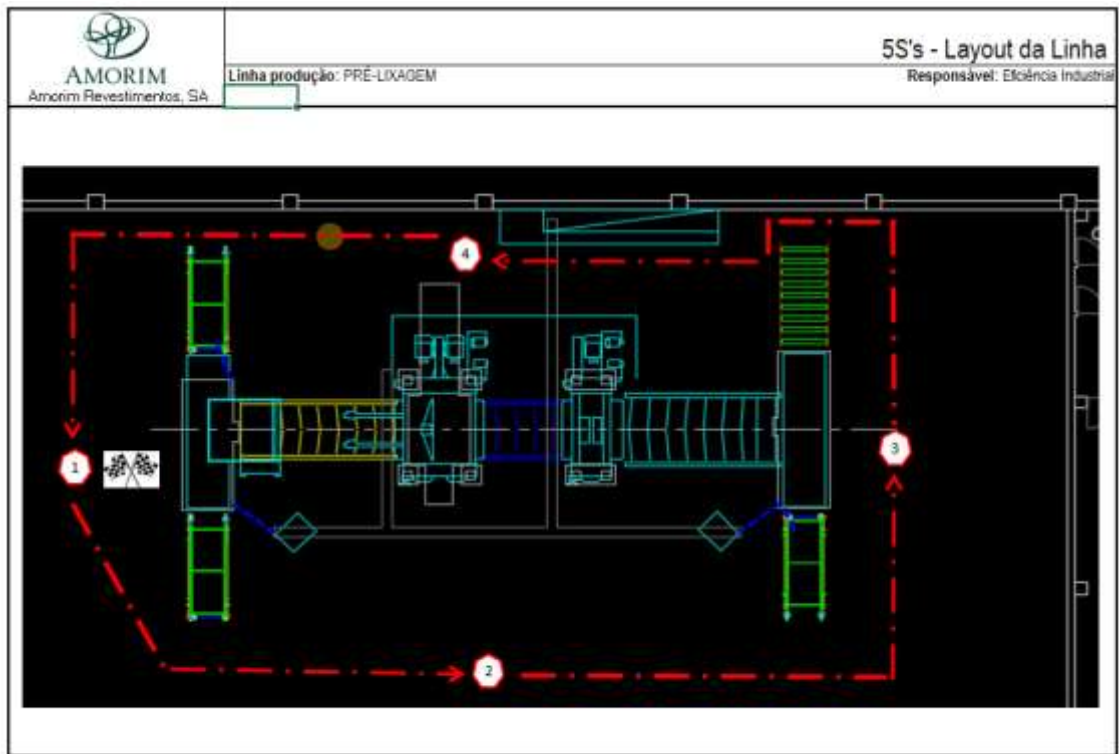 AMORIM
Amorim Revestimentos, SA
5S's - Layout da Linha
Linha produção: PRÉ-LIXAGEM
Responsável: Eficiência Industrial
4
1
3
2